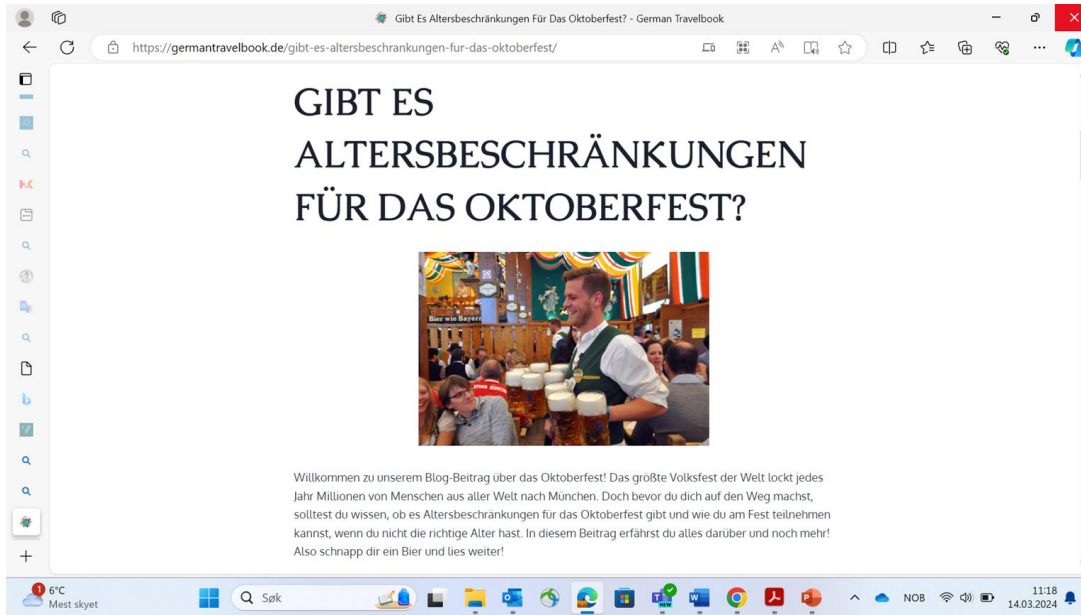 Gibt Es Altersbeschränkungen Für Das Oktoberfest? - German Travelbook
https://germantravelbook.de/gibt-es-altersbeschrankungen-fur-das-oktoberfest/
GIBT ES
ALTERSBESCHRÄNKUNGEN
FÜR DAS OKTOBERFEST?
Bier wie Bayern
Willkommen zu unserem Blog-Beitrag über das Oktoberfest! Das größte Volksfest der Welt lockt jedes
Jahr Millionen von Menschen aus aller Welt nach München. Doch bevor du dich auf den Weg machst,
solltest du wissen, ob es Altersbeschränkungen für das Oktoberfest gibt und wie du am Fest teilnehmen
kannst, wenn du nicht die richtige Alter hast. In diesem Beitrag erfährst du alles darüber und noch mehr!
Also schnapp dir ein Bier und lies weiter!
1
6°C
Mest skyet
Søk
NEW
NOB
11:18
14.03.2024